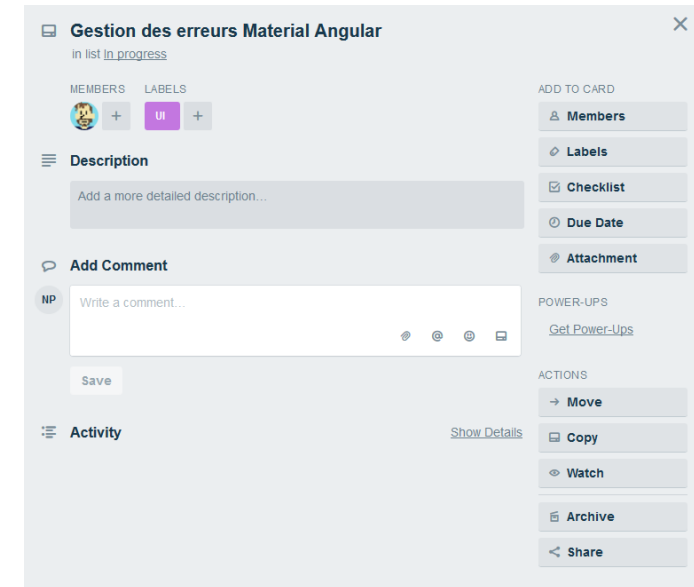 Gestion des erreurs Material Angular
in list In progress
MEMBERS LABELS
UI
Description
Add a more detailed description...
Add Comment
NP
Write a comment...
@
Save
Activity
Show Details
ADD TO CARD
Members
Labels
Checklist
Due Date
Attachment
POWER-UPS
Get Power-Ups
ACTIONS
Move
Copy
Watch
Archive
Share